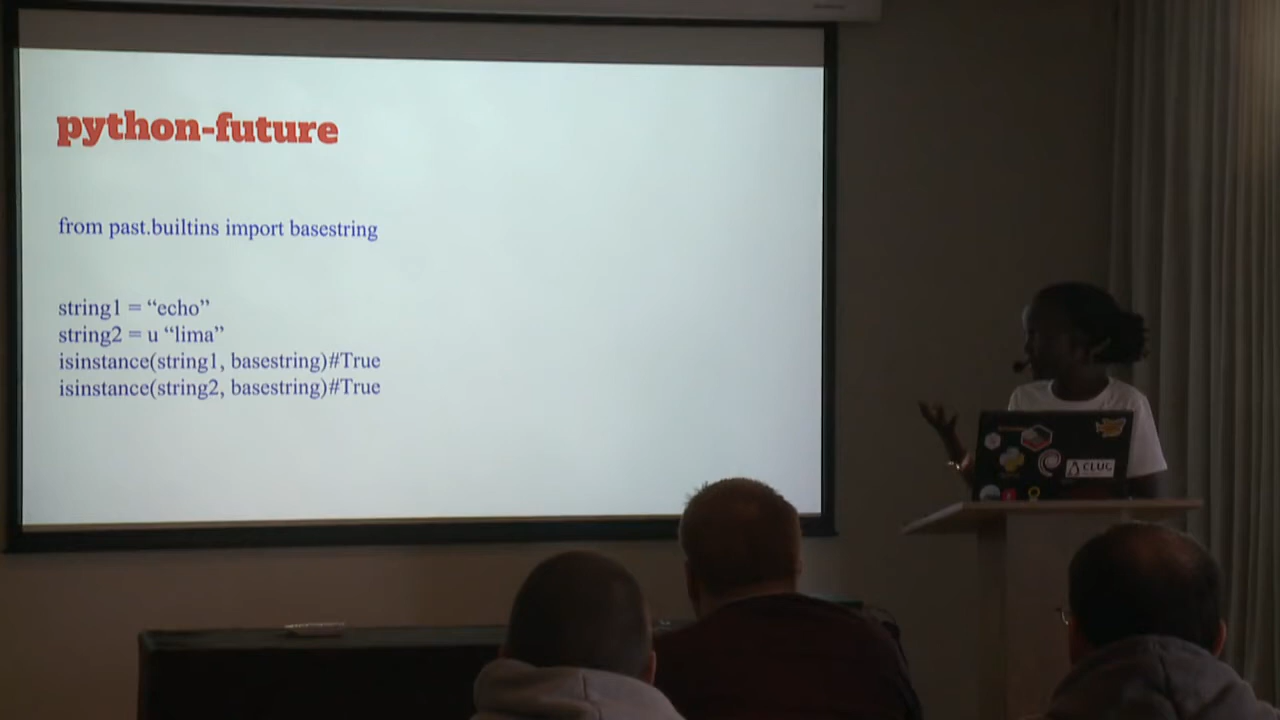 python-future
from past.builtins import basestring
string1 = “echo”
string2 = u “lima”
isinstance(string1, basestring)#True
isinstance(string2, basestring)#True
CLUG